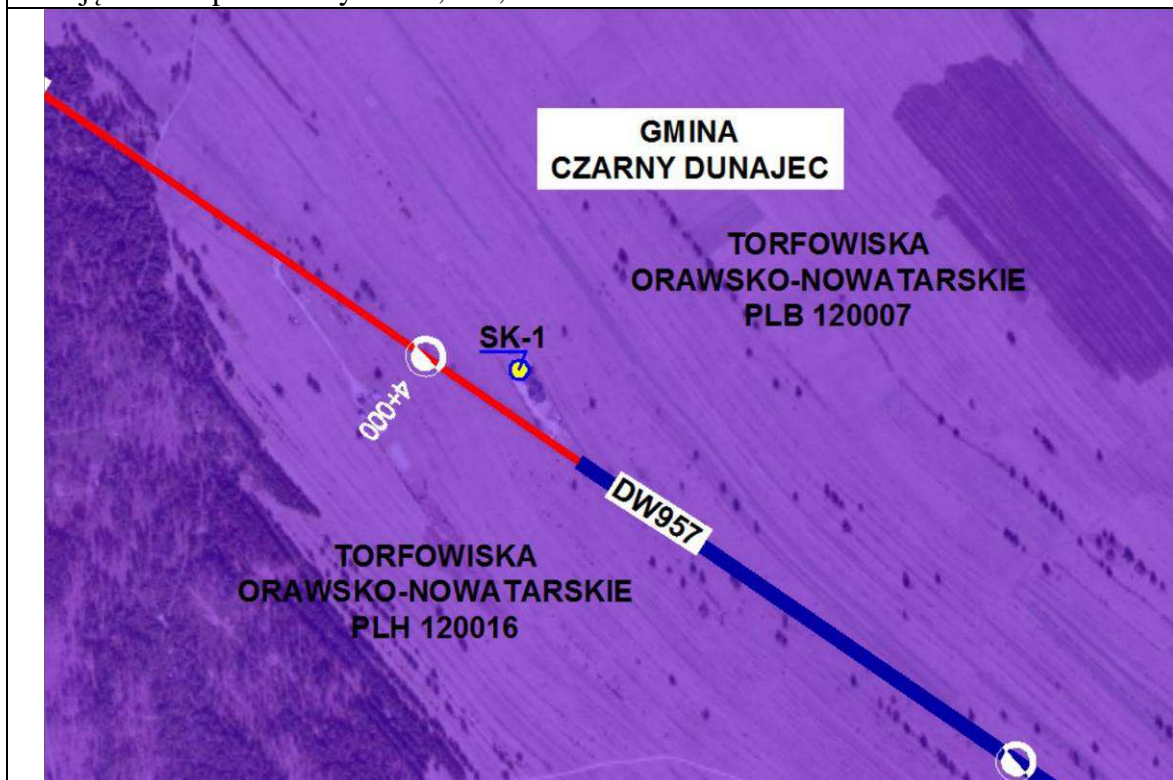 GMINA
CZARNY DUNAJEC
TORFOWISKA
ORAWSKO-NOWATARSKIE
PLB 120007
SK-1
4+000
DW957
TORFOWISKA
ORAWSKO-NOWATARSKIE
PLH 120016